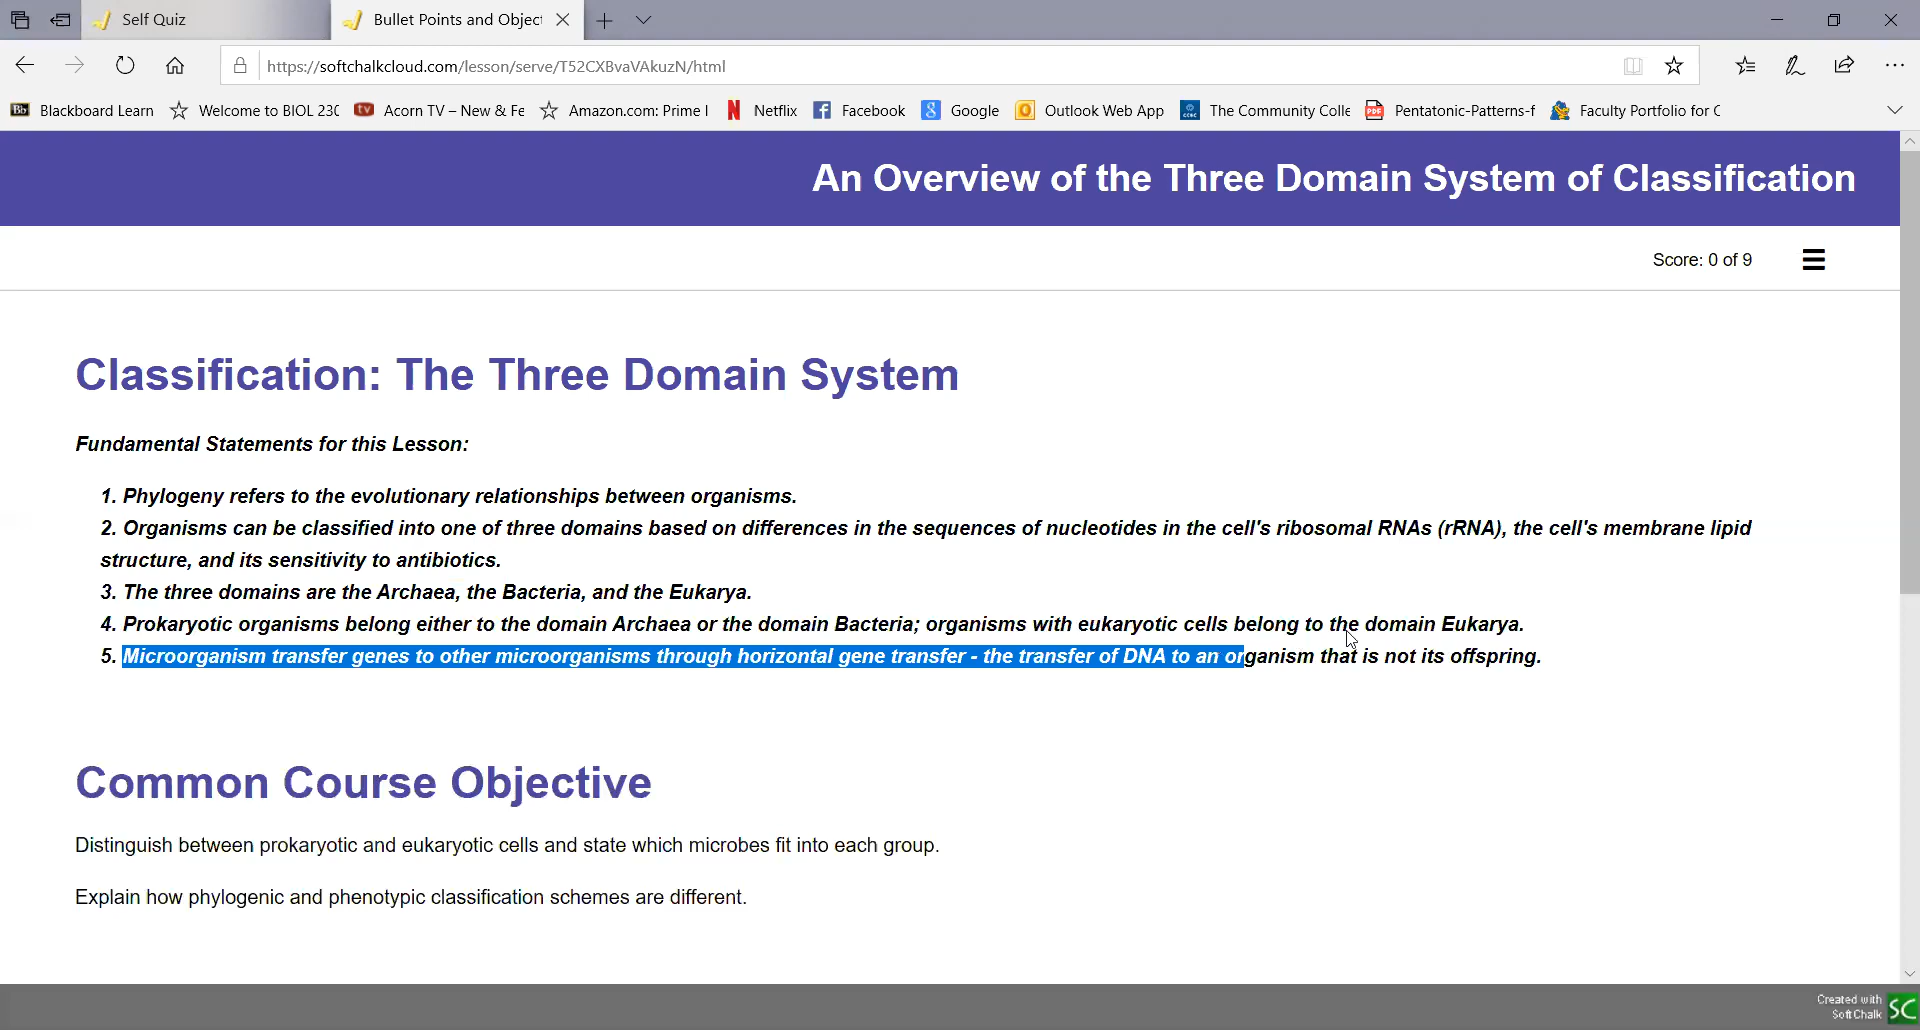 Self Quiz
Bullet Points and Object
https://softchalkcloud.com/lesson/serve/T52CXBvaVAkuzN/html
Bb Blackboard Learn Welcome to BIOL 230 tv Acorn TV – New & Fe Amazon.com: Prime I N Netflix f Facebook 8 Google O Outlook Web App CCBC The Community Colle PDF Pentatonic-Patterns-f Faculty Portfolio for C
An Overview of the Three Domain System of Classification
Score: 0 of 9
Classification: The Three Domain System
Fundamental Statements for this Lesson:
1. Phylogeny refers to the evolutionary relationships between organisms.
2. Organisms can be classified into one of three domains based on differences in the sequences of nucleotides in the cell's ribosomal RNAs (rRNA), the cell's membrane lipid
structure, and its sensitivity to antibiotics.
3. The three domains are the Archaea, the Bacteria, and the Eukarya.
4. Prokaryotic organisms belong either to the domain Archaea or the domain Bacteria; organisms with eukaryotic cells belong to the domain Eukarya.
5. Microorganism transfer genes to other microorganisms through horizontal gene transfer - the transfer of DNA to an organism that is not its offspring.
Common Course Objective
Distinguish between prokaryotic and eukaryotic cells and state which microbes fit into each group.
Explain how phylogenic and phenotypic classification schemes are different.
Created with
SoftChalk
SC